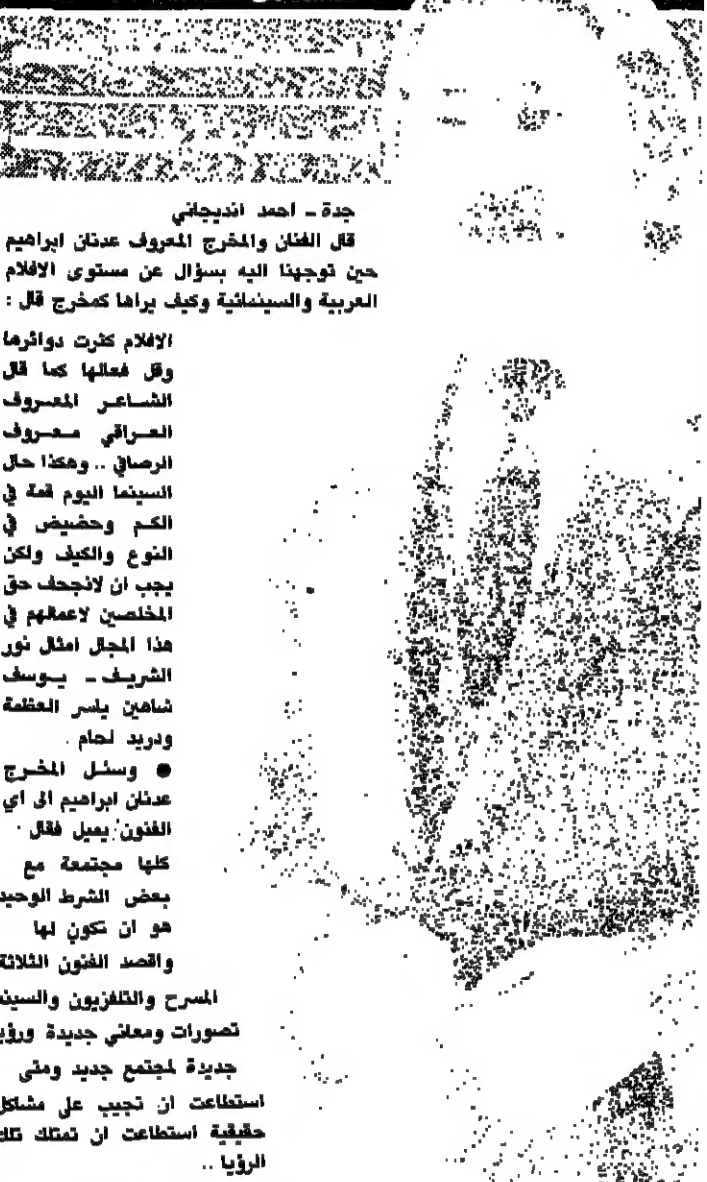 جدة ـ احمد انديجاني
قال الفنان والمخرج المعروف عدنان ابراهيم
حين توجهنا اليه بسؤال عن مستوى الافلام
العربية والسينمائية وكيف يراها كمخرج قال :
الافلام كثرت دوائرها
وقل فعالها كما قال
الشاعر المعروف
العراقي معروف
الرصافي .. وهكذا حال
السينما اليوم قمة في
الكم وحضيض في
النوع والكيف ولكن
يجب ان لانجحف حق
المخلصين لاعمالهم في
هذا المجال امثال نور
الشريف ـ يوسف
شاهين ياسر العظمة
ودريد لحام .
● وسئل المخرج
عدنان ابراهيم الى اي
الفنون يميل فقال ·
كلها مجتمعة مع
بعض الشرط الوحيد
هو ان تكون لها
واقصد الفنون الثلاثة
المسرح والتلفزيون والسينم
تصورات ومعاني جديدة ورؤي
جديدة لمجتمع جديد ومتى
استطاعت ان تجيب على مشاكل
حقيقية استطاعت ان تمتلك تلك
الرؤيا ..